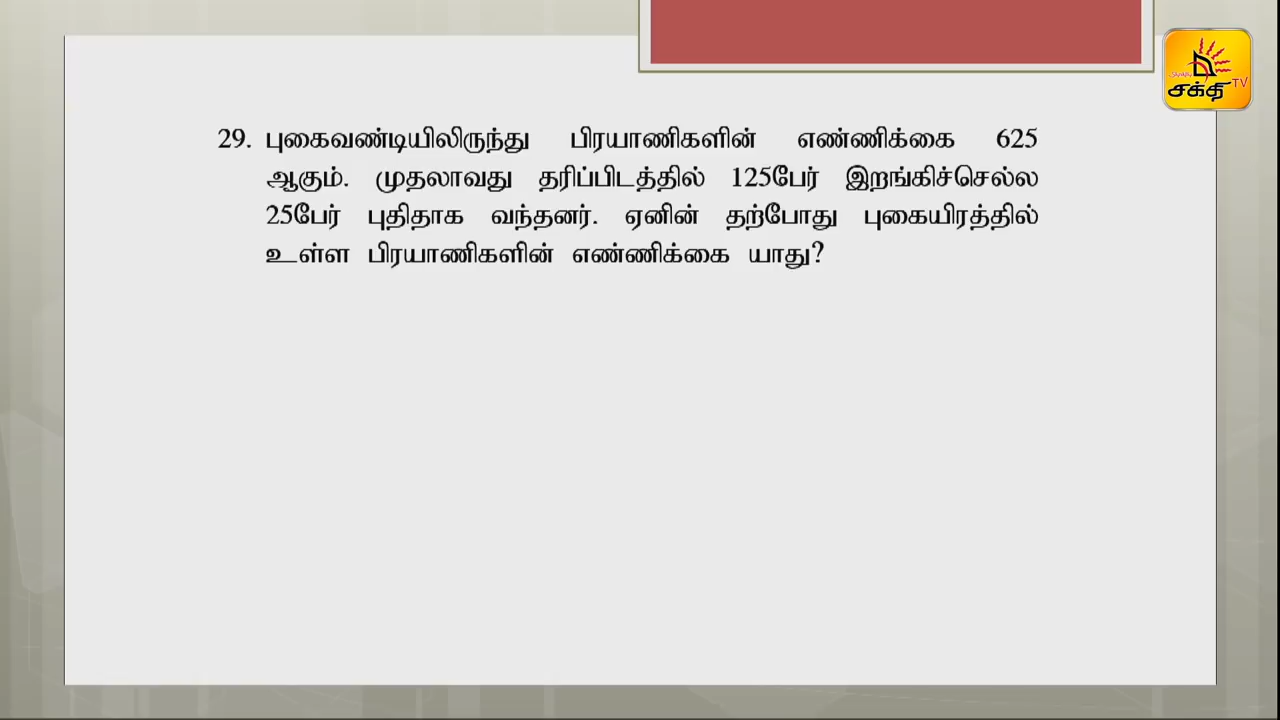 சக்தி TV
29. புகைவண்டியிலிருந்து பிரயாணிகளின் எண்ணிக்கை 625
ஆகும். முதலாவது தரிப்பிடத்தில் 125பேர் இறங்கிச்செல்ல
25பேர் புதிதாக வந்தனர். ஏனின் தற்போது புகையிரத்தில்
உள்ள பிரயாணிகளின் எண்ணிக்கை யாது?